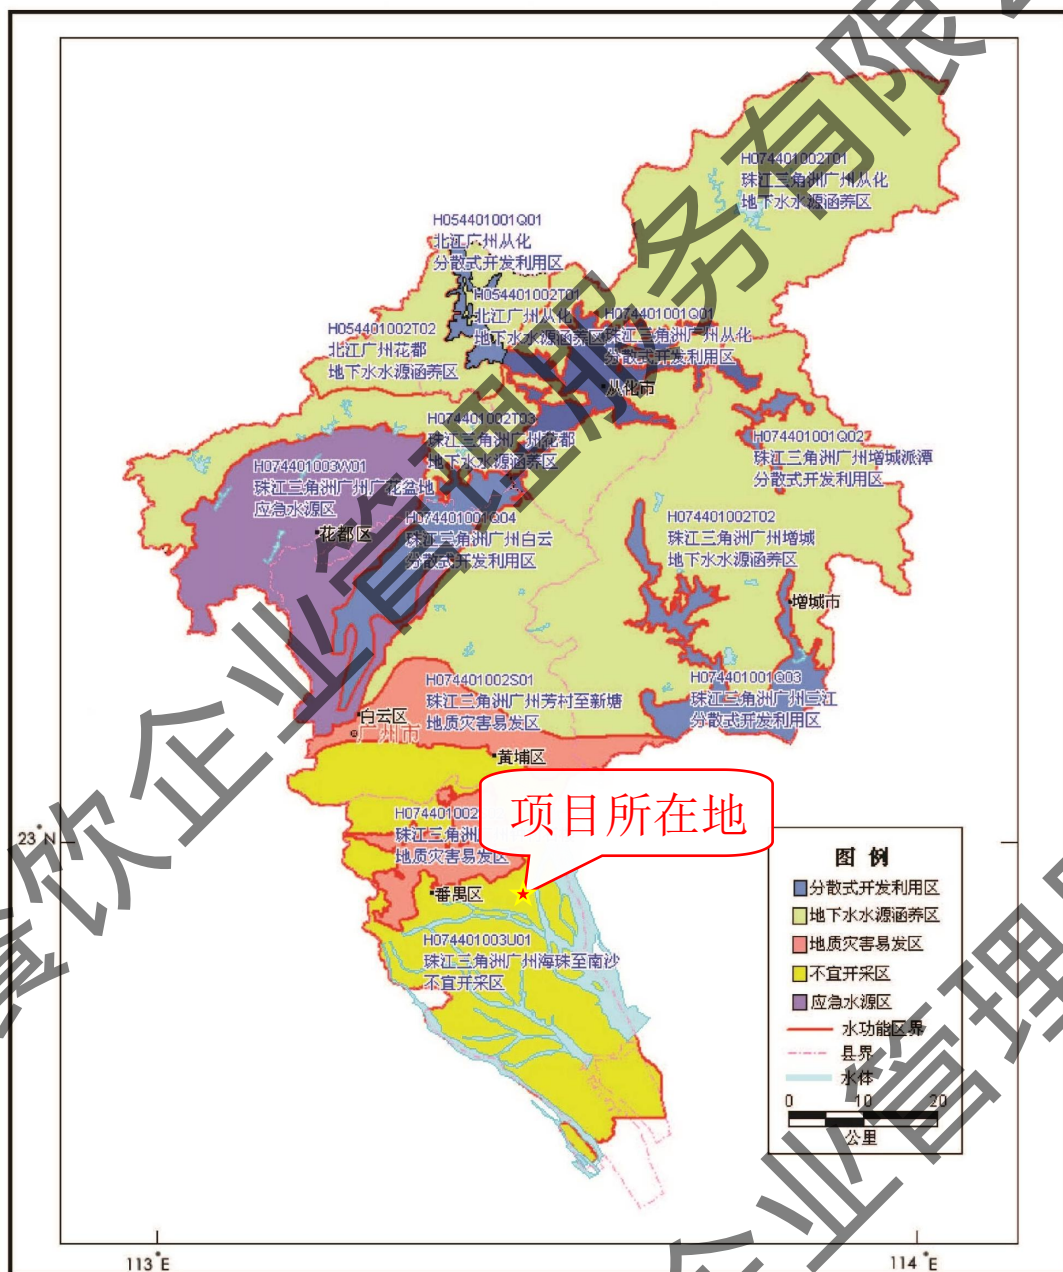 H074401002T01
珠江三角洲广州从化
地下水水源涵养区
H054401001Q01
北江广州从化
分散式开发利用区
H054401002T01
北江广州从化
地下水水源涵养区
H074401001Q01
珠江三角洲广州从化
分散式开发利用区
H054401002T02
北江广州花都
地下水水源涵养区
从化市
H074401002T03
珠江三角洲广州花都
地下水水源涵养区
H074401001Q02
珠江三角洲广州增城派潭
分散式开发利用区
H074401003W01
珠江三角洲广州广花盆地
应急水源区
花都区
H074401001Q04
珠江三角洲广州白云
分散式开发利用区
H074401002T02
珠江三角洲广州增城
地下水水源涵养区
增城市
H074401002S01
珠江三角洲广州芳村至新塘
地质灾害易发区
H074401001Q03
珠江三角洲广州三江
分散式开发利用区
白云区
广州市
黄埔区
项目所在地
H074401002
珠江三角洲
地质灾害易发区
番禺区
H074401003U01
珠江三角洲广州海珠至南沙
不宜开采区
23°N
113°E
114°E
图 例
分散式开发利用区
地下水水源涵养区
地质灾害易发区
不宜开采区
应急水源区
水功能区界
县界
水体
0 10 20
公里
饮企业管理服务有限
企业管理